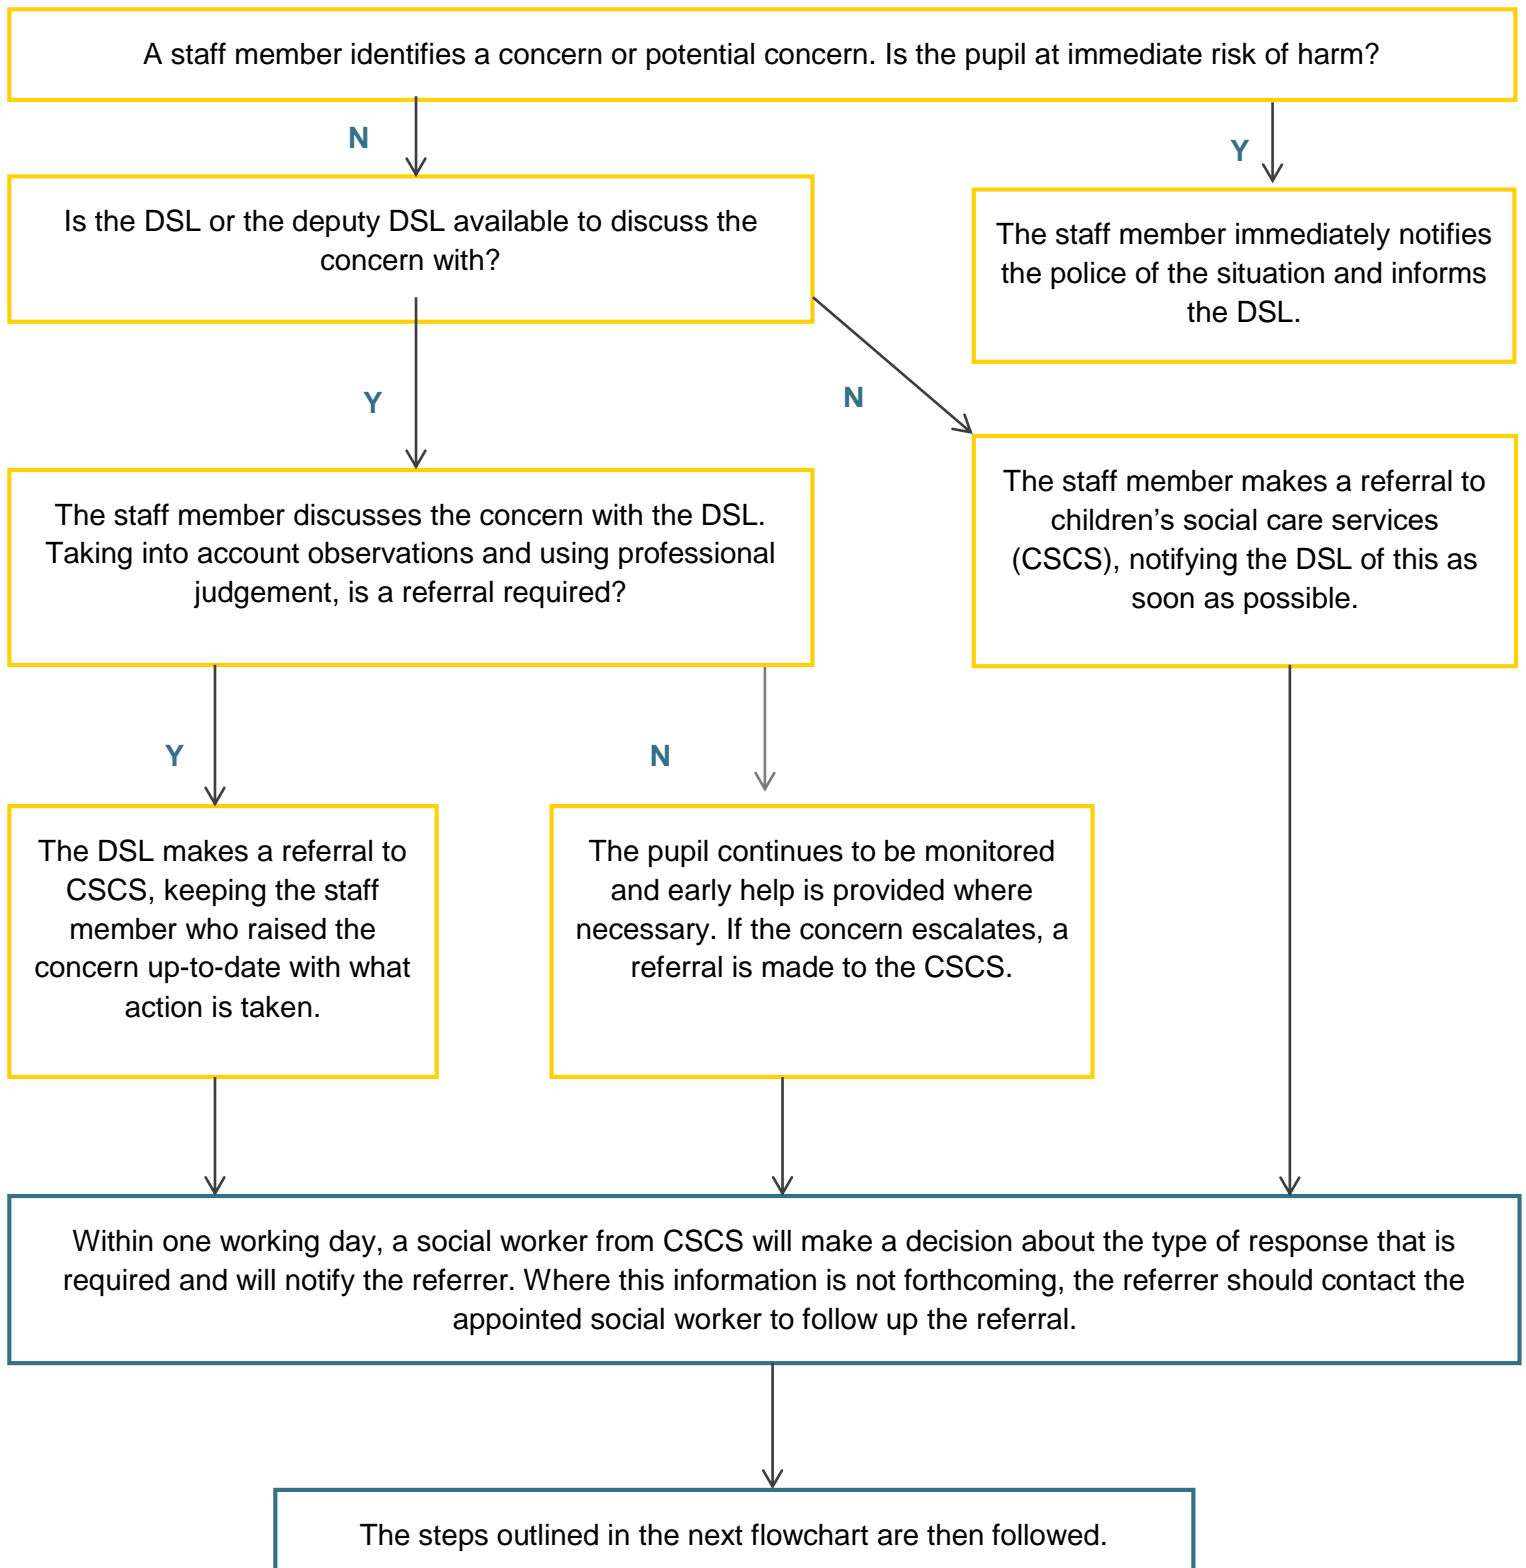 A staff member identifies a concern or potential concern. Is the pupil at immediate risk of harm?
N
Y
Is the DSL or the deputy DSL available to discuss the
concern with?
The staff member immediately notifies
the police of the situation and informs
the DSL.
Y
N
The staff member discusses the concern with the DSL.
Taking into account observations and using professional
judgement, is a referral required?
The staff member makes a referral to
children’s social care services
(CSCS), notifying the DSL of this as
soon as possible.
Y
N
The DSL makes a referral to
CSCS, keeping the staff
member who raised the
concern up-to-date with what
action is taken.
The pupil continues to be monitored
and early help is provided where
necessary. If the concern escalates, a
referral is made to the CSCS.
Within one working day, a social worker from CSCS will make a decision about the type of response that is
required and will notify the referrer. Where this information is not forthcoming, the referrer should contact the
appointed social worker to follow up the referral.
The steps outlined in the next flowchart are then followed.